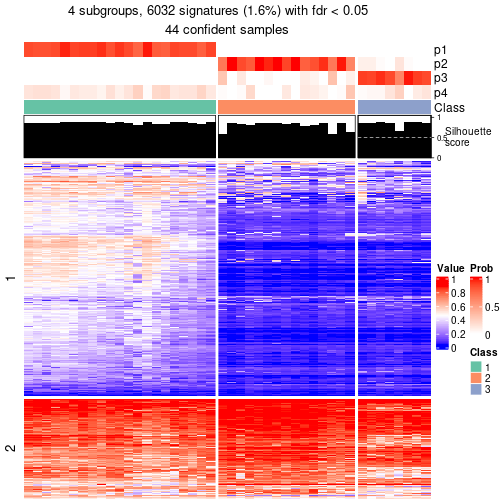 4 subgroups, 6032 signatures (1.6%) with fdr < 0.05
44 confident samples
p1
p2
p3
p4
Class
1
0.5
0
Silhouette
score
1
2
Value
1
0.8
0.6
0.4
0.2
0
Prob
1
0.5
0
Class
1
2
3